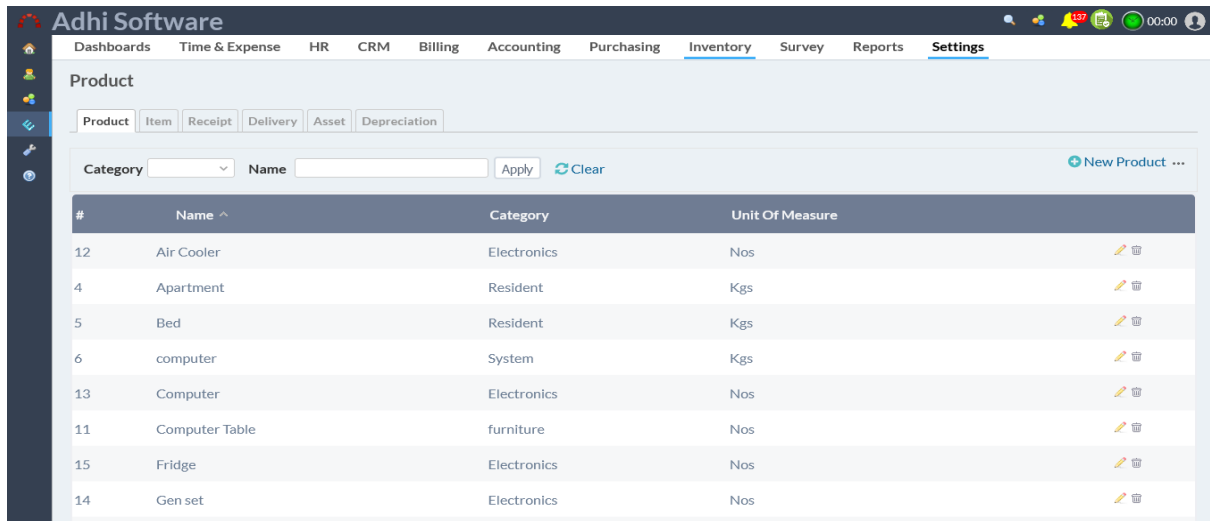 Adhi Software
137
00:00
Dashboards Time & Expense HR CRM Billing Accounting Purchasing Inventory Survey Reports Settings
Product
Product Item Receipt Delivery Asset Depreciation
Category Name Apply Clear New Product ...
# Name Category Unit Of Measure
12 Air Cooler Electronics Nos
4 Apartment Resident Kgs
5 Bed Resident Kgs
6 computer System Kgs
13 Computer Electronics Nos
11 Computer Table furniture Nos
15 Fridge Electronics Nos
14 Gen set Electronics Nos